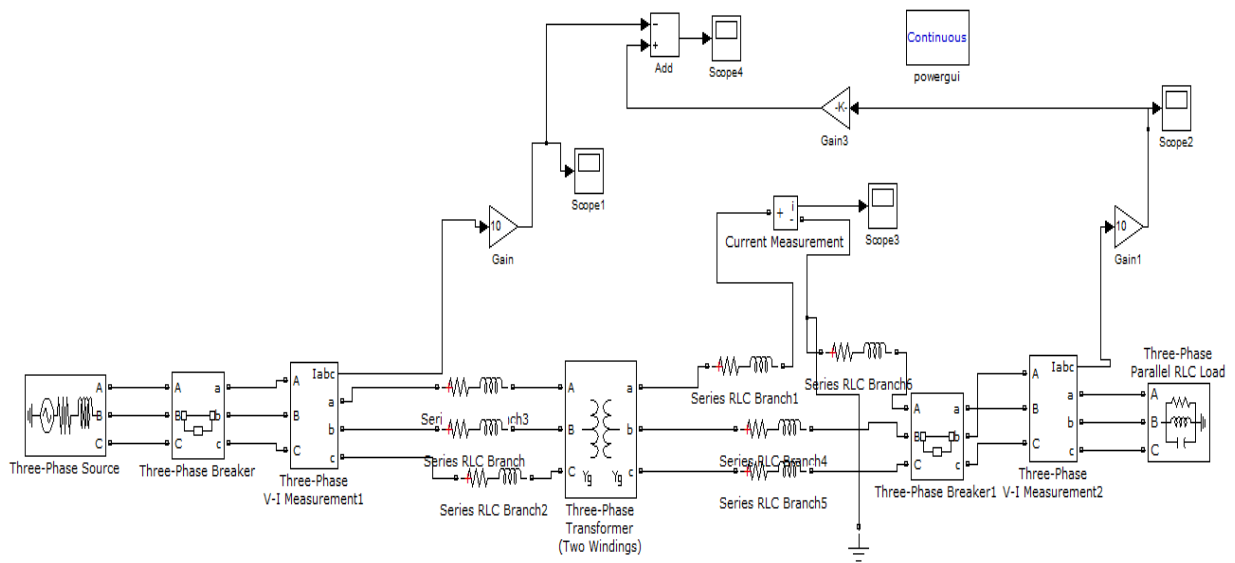 −
+
Add
Scope4
Continuous
powergui
-K-
Gain3
Scope2
Scope1
10
Gain
+
i
-
Current Measurement
Scope3
10
Gain1
A
B
C
Three-Phase Source
A
B
C
a
b
c
Three-Phase Breaker
Iabc
A
B
C
a
b
c
Three-Phase
V-I Measurement1
Series RLC Branch
Series RLC Branch2
A
B
C
a
b
c
Yg
Yg
Three-Phase
Transformer
(Two Windings)
Series RLC Branch1
Series RLC Branch6
Series RLC Branch4
Series RLC Branch5
A
B
C
a
b
c
Three-Phase Breaker1
Iabc
A
B
C
a
b
c
Three-Phase
V-I Measurement2
Three-Phase
Parallel RLC Load
A
B
C